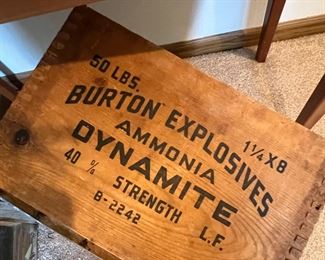 50 LBS. 1¼ X 8
BURTON EXPLOSIVES
AMMONIA
DYNAMITE
40 % STRENGTH L.F.
B-2242